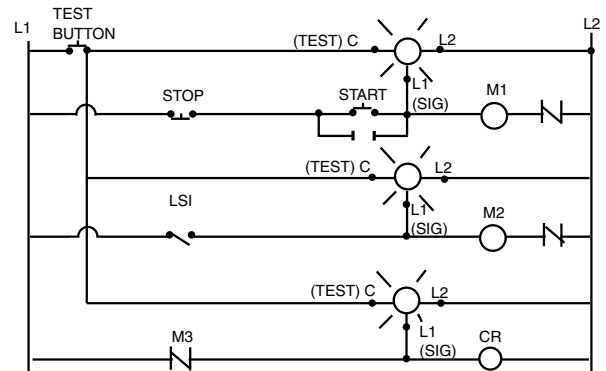 TEST
BUTTON
L1
L2
(TEST) C
L2
L1
(SIG)
STOP
START
M1
(TEST) C
L2
L1
(SIG)
LSI
M2
(TEST) C
L2
L1
(SIG)
M3
CR